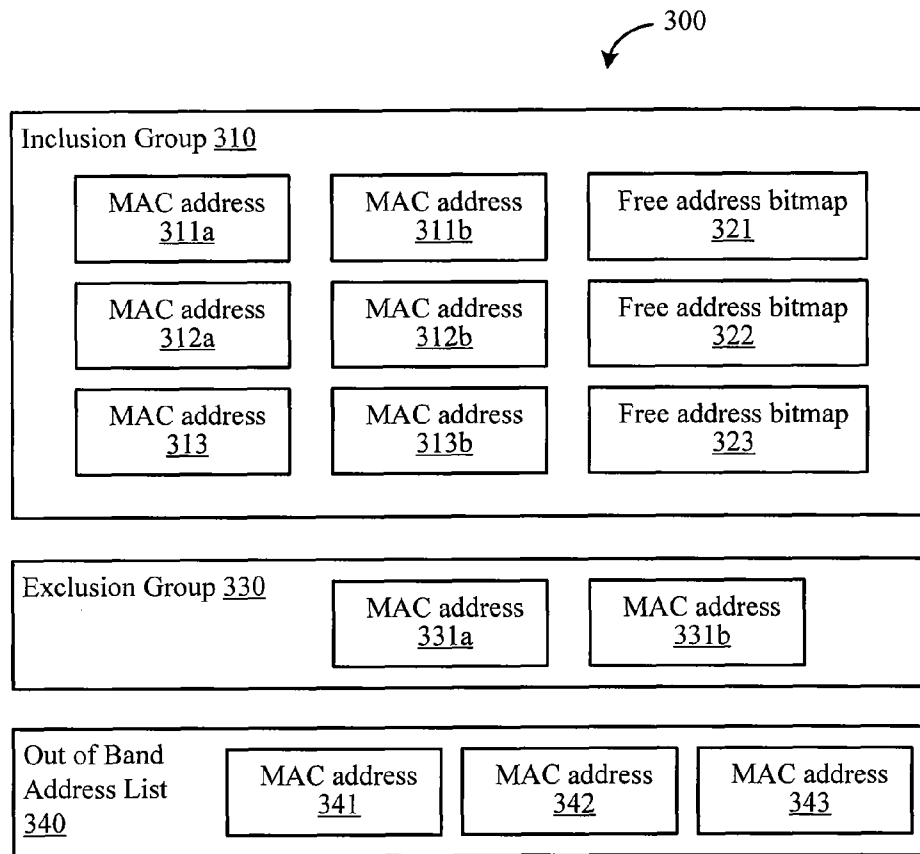 300
Inclusion Group 310
MAC address
311a
MAC address
311b
Free address bitmap
321
MAC address
312a
MAC address
312b
Free address bitmap
322
MAC address
313
MAC address
313b
Free address bitmap
323
Exclusion Group 330
MAC address
331a
MAC address
331b
Out of Band
Address List
340
MAC address
341
MAC address
342
MAC address
343